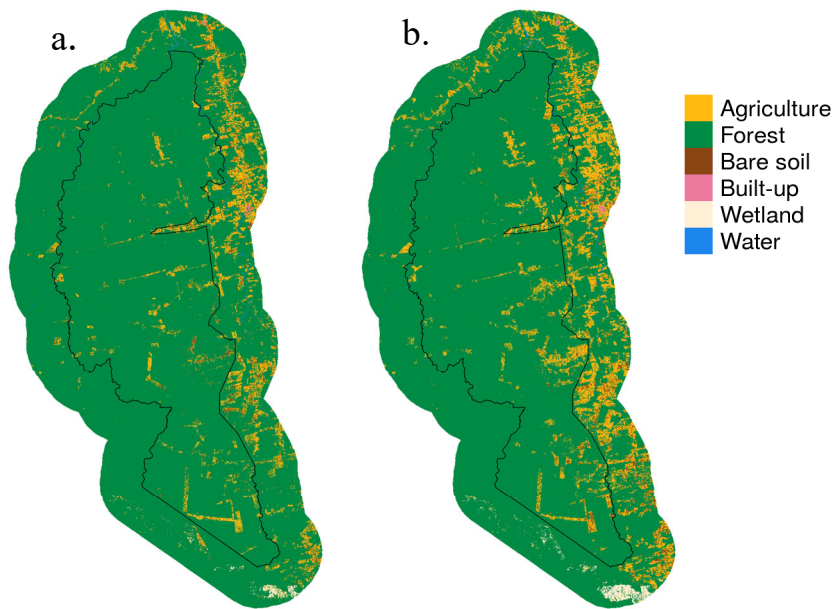 a.
b.
Agriculture
Forest
Bare soil
Built-up
Wetland
Water